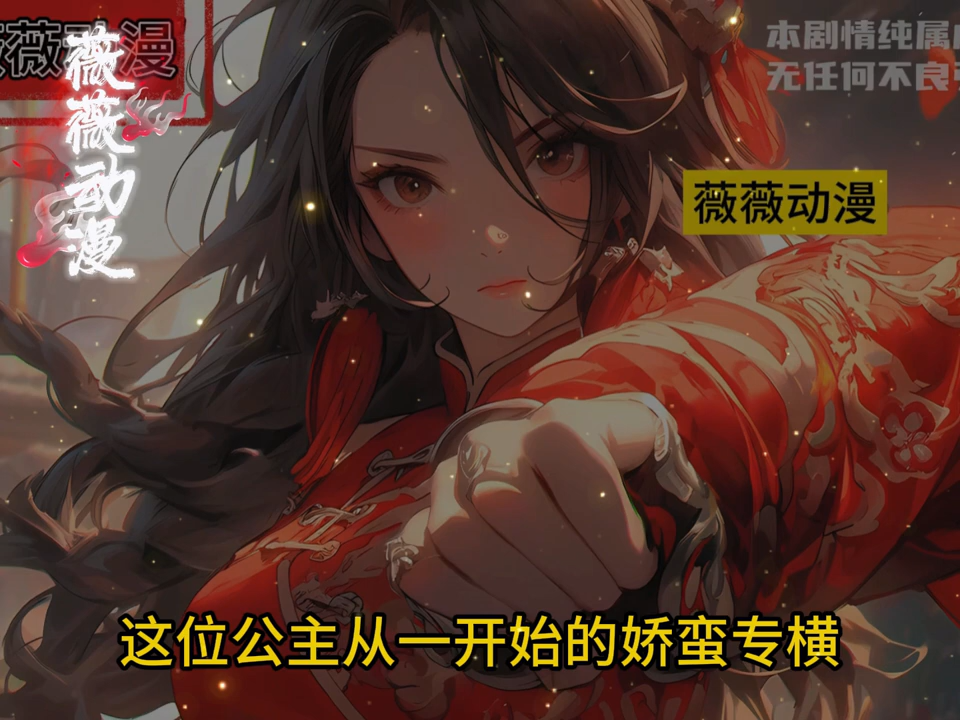 薇薇动漫
薇薇动漫
本剧情纯属
无任何不良
薇薇动漫
这位公主从一开始的娇蛮专横